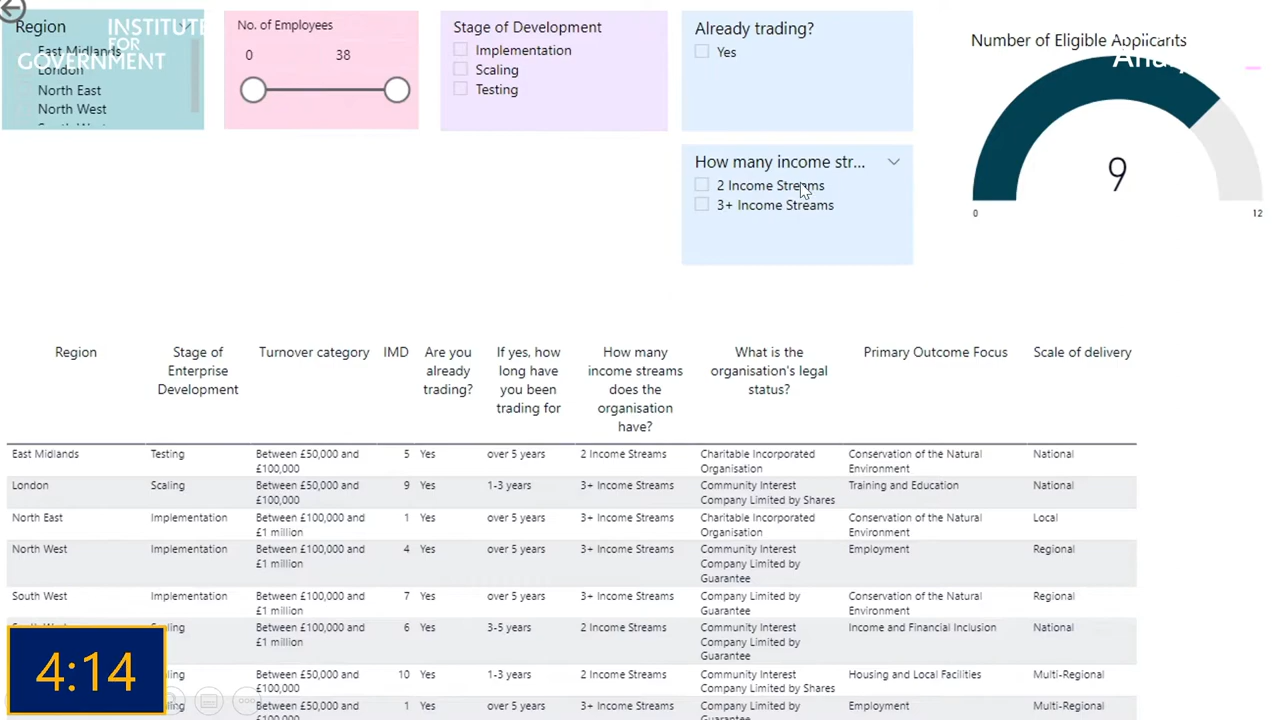 Region
INSTITUTE
FOR
GOVERNMENT
East Midlands
London
North East
North West
No. of Employees
0 38
Stage of Development
Implementation
Scaling
Testing
Already trading?
Yes
How many income str...
2 Income Streams
3+ Income Streams
Number of Eligible Applicants
9
0 12
Region
Stage of
Enterprise
Development
Turnover category
IMD
Are you
already
trading?
If yes, how
long have
you been
trading for
How many
income streams
does the
organisation
have?
What is the
organisation's legal
status?
Primary Outcome Focus
Scale of delivery
East Midlands
Testing
Between £50,000 and
£100,000
5
Yes
over 5 years
2 Income Streams
Charitable Incorporated
Organisation
Conservation of the Natural
Environment
National
London
Scaling
Between £50,000 and
£100,000
9
Yes
1-3 years
3+ Income Streams
Community Interest
Company Limited by Shares
Training and Education
National
North East
Implementation
Between £100,000 and
£1 million
1
Yes
over 5 years
3+ Income Streams
Charitable Incorporated
Organisation
Conservation of the Natural
Environment
Local
North West
Implementation
Between £100,000 and
£1 million
4
Yes
over 5 years
3+ Income Streams
Community Interest
Company Limited by
Guarantee
Employment
Regional
South West
Implementation
Between £100,000 and
£1 million
7
Yes
over 5 years
3+ Income Streams
Company Limited by
Guarantee
Conservation of the Natural
Environment
Regional
Between £100,000 and
£1 million
6
Yes
3-5 years
2 Income Streams
Community Interest
Company Limited by
Guarantee
Income and Financial Inclusion
National
Between £50,000 and
£100,000
10
Yes
1-3 years
2 Income Streams
Community Interest
Company Limited by Shares
Housing and Local Facilities
Multi-Regional
Between £50,000 and
1
Yes
over 5 years
3+ Income Streams
Community Interest
Employment
Multi-Regional
4:14